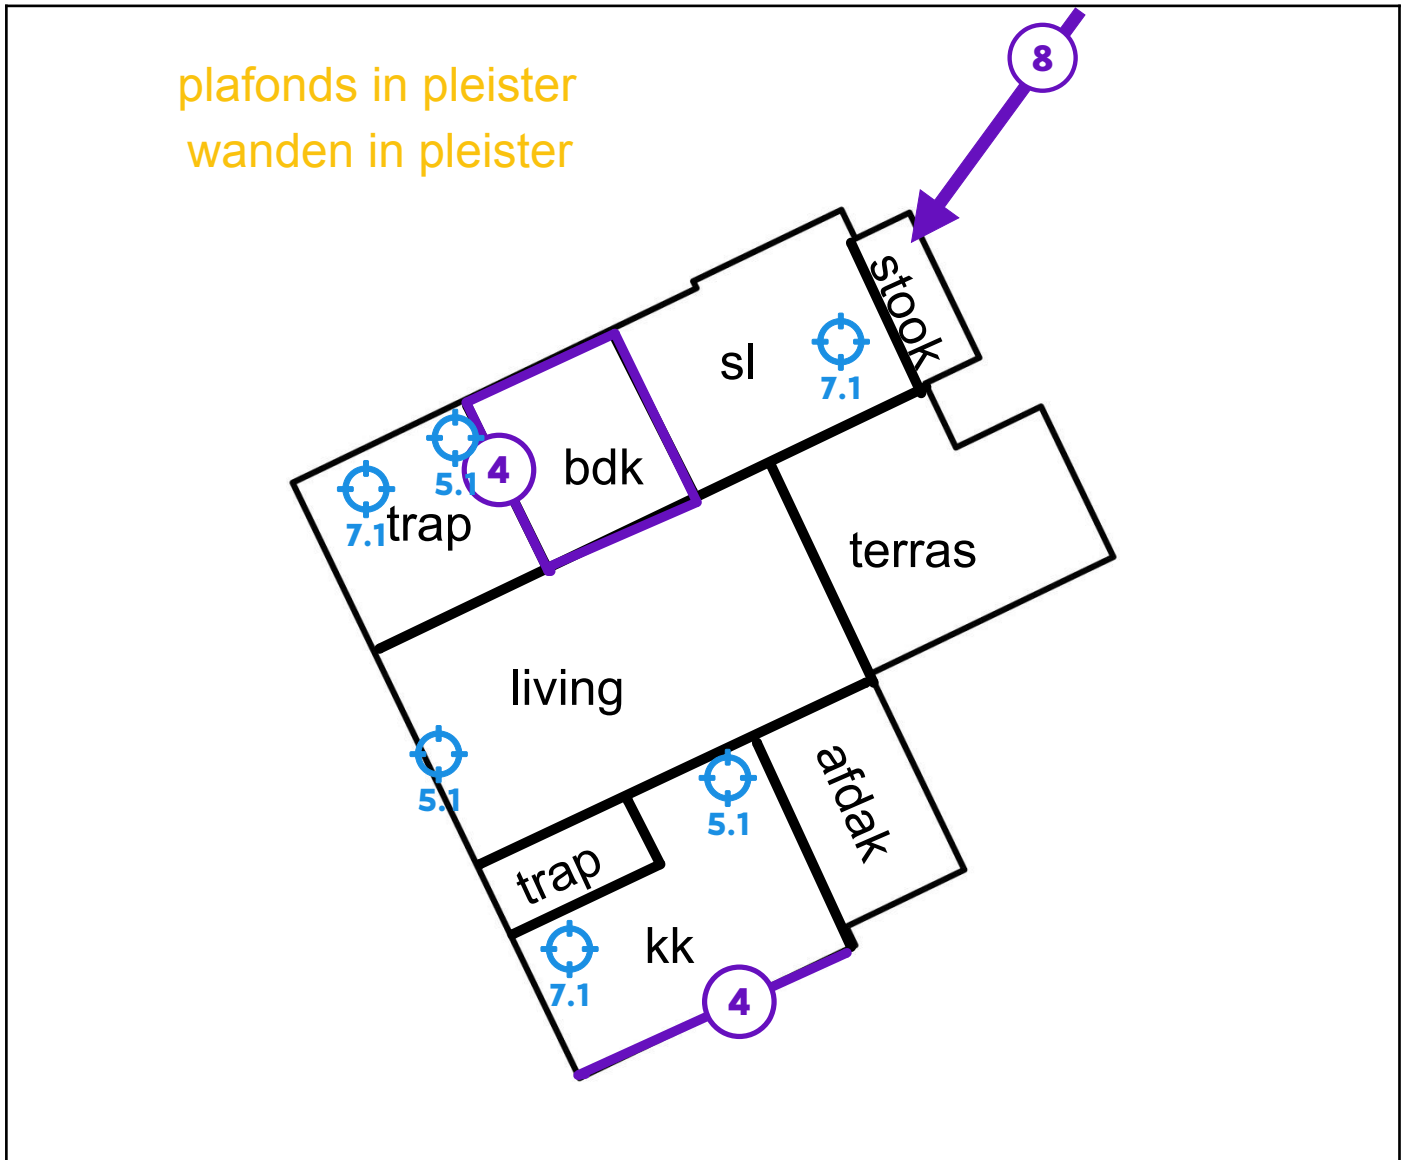 8
plafonds in pleister
wanden in pleister
stook
sl
7.1
bdk
4
5.1
7.1
trap
terras
living
5.1
5.1
afdak
trap
kk
7.1
4